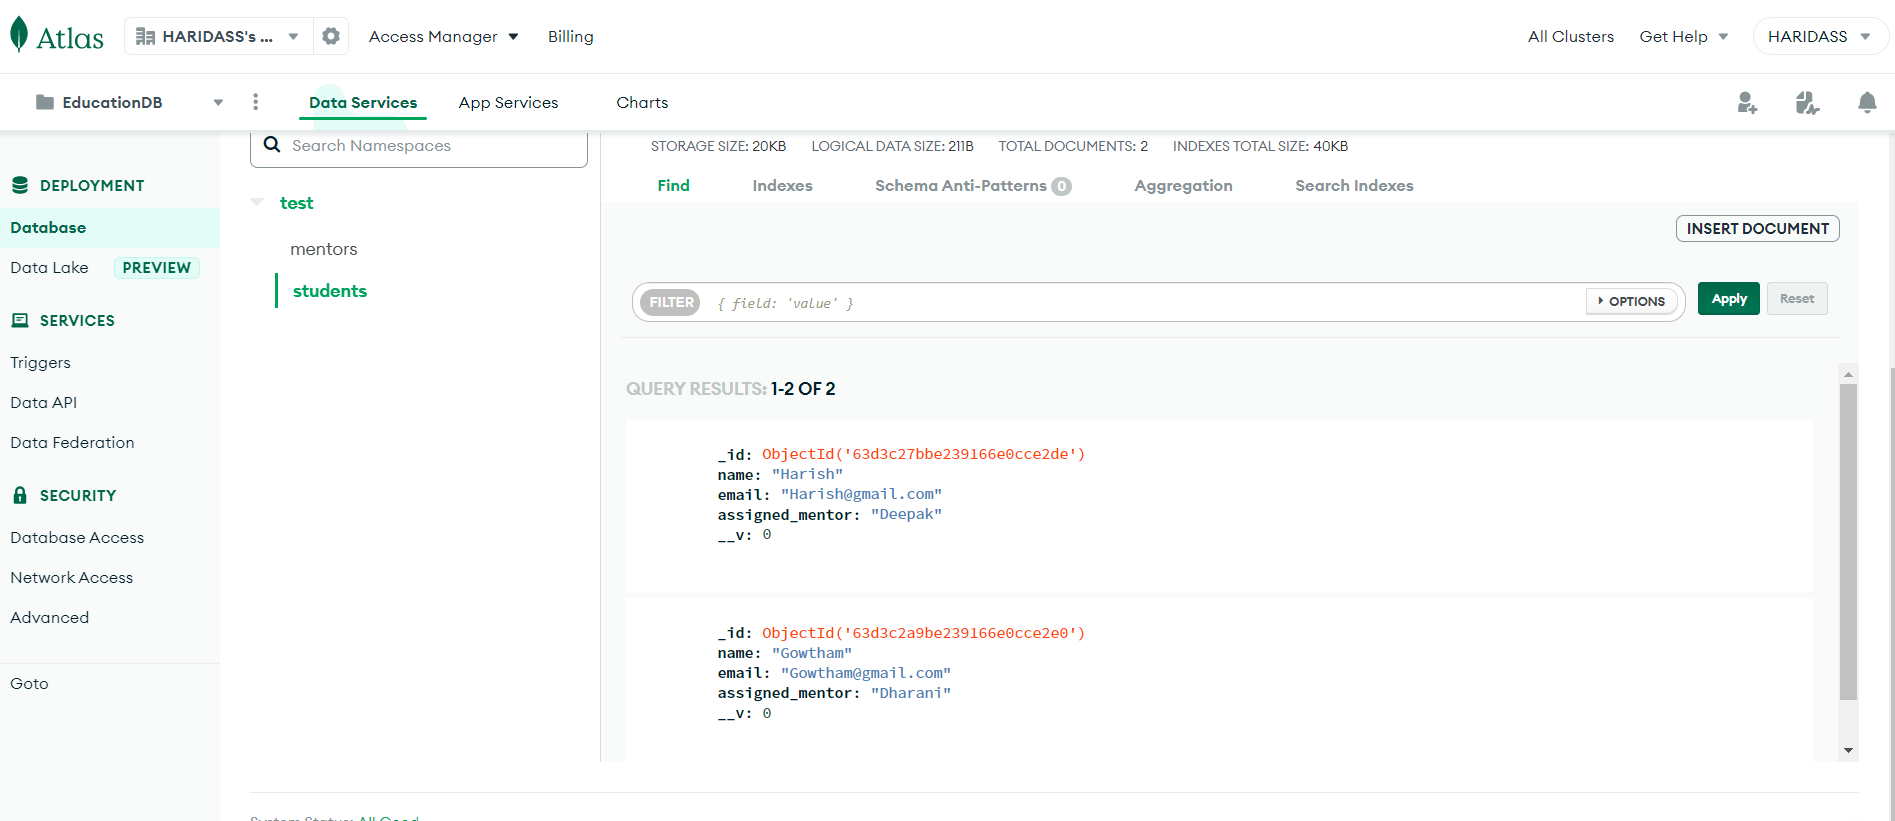 Atlas
HARIDASS's ...
Access Manager
Billing
All Clusters
Get Help
HARIDASS
EducationDB
Data Services
App Services
Charts
Search Namespaces
STORAGE SIZE: 20KB LOGICAL DATA SIZE: 211B TOTAL DOCUMENTS: 2 INDEXES TOTAL SIZE: 40KB
DEPLOYMENT
Database
Data Lake PREVIEW
SERVICES
Triggers
Data API
Data Federation
SECURITY
Database Access
Network Access
Advanced
Goto
test
mentors
students
Find Indexes Schema Anti-Patterns 0 Aggregation Search Indexes
INSERT DOCUMENT
FILTER { field: 'value' } OPTIONS Apply Reset
QUERY RESULTS: 1-2 OF 2
_id: ObjectId('63d3c27bbe239166e0cce2de')
name: "Harish"
email: "Harish@gmail.com"
assigned_mentor: "Deepak"
__v: 0
_id: ObjectId('63d3c2a9be239166e0cce2e0')
name: "Gowtham"
email: "Gowtham@gmail.com"
assigned_mentor: "Dharani"
__v: 0
System Status: All Good